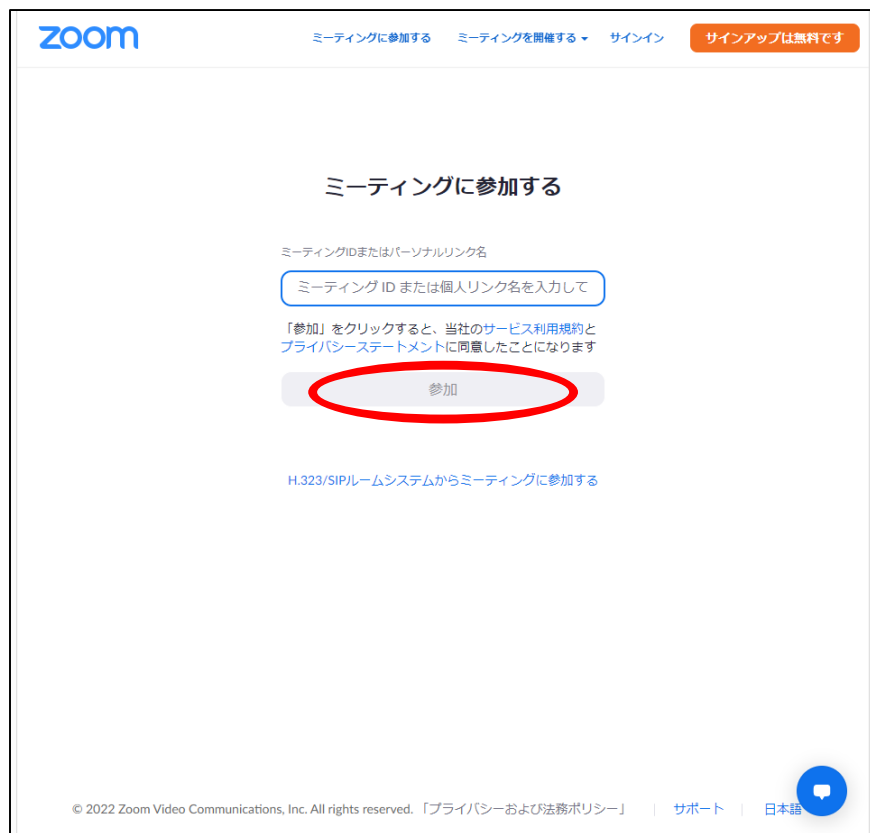 zoom
ミーティングに参加する ミーティングを開催する サインイン サインアップは無料です
ミーティングに参加する
ミーティングIDまたはパーソナルリンク名
ミーティング ID または個人リンク名を入力して
「参加」をクリックすると、当社のサービス利用規約と
プライバシーステートメントに同意したことになります
参加
H.323/SIPルームシステムからミーティングに参加する
© 2022 Zoom Video Communications, Inc. All rights reserved. 「プライバシーおよび法務ポリシー」 | サポート | 日本語